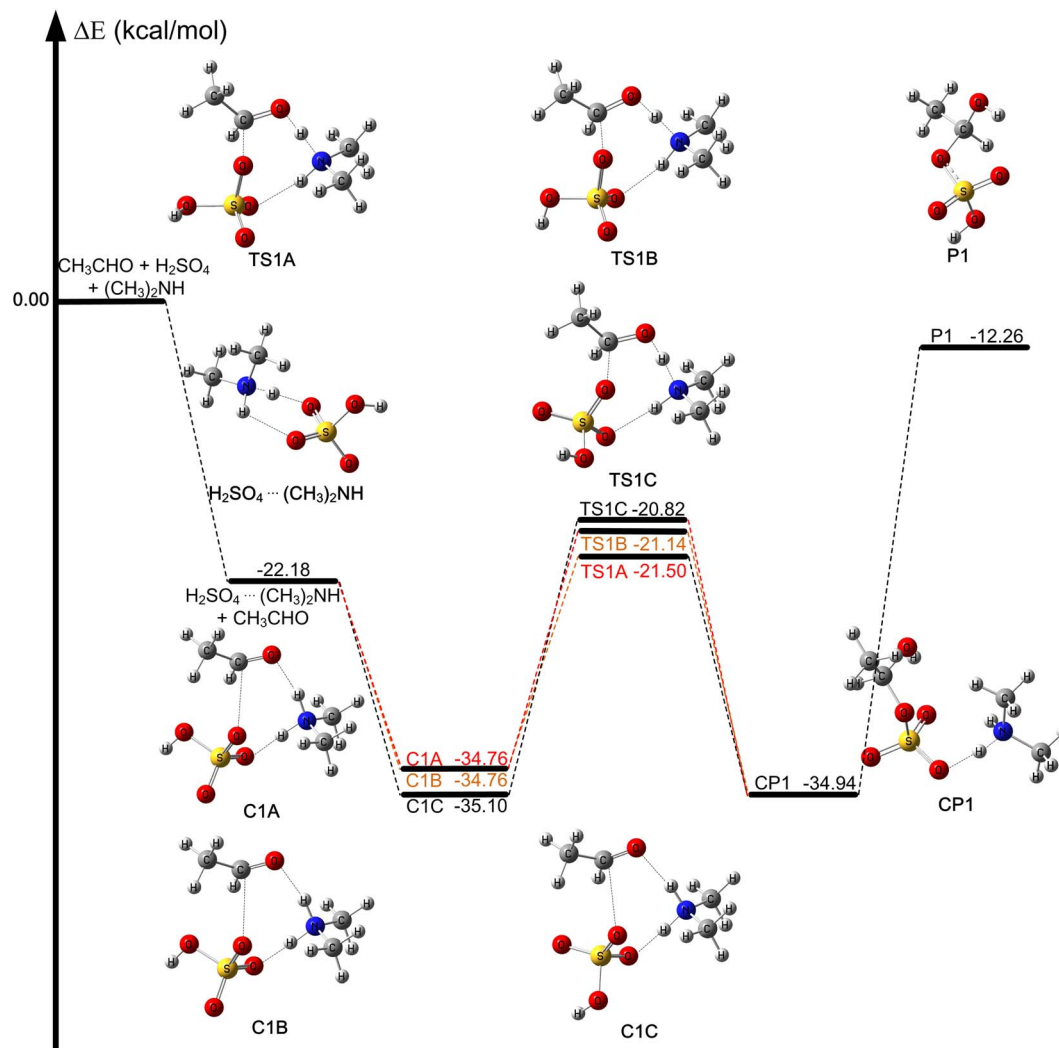 ΔE (kcal/mol)
TS1A
TS1B
P1
CH₃CHO + H₂SO₄
+ (CH₃)₂NH
0.00
P1 -12.26
H₂SO₄ ··· (CH₃)₂NH
TS1C
TS1C -20.82
TS1B -21.14
TS1A -21.50
-22.18
H₂SO₄ ··· (CH₃)₂NH
+ CH₃CHO
C1A -34.76
C1B -34.76
C1C -35.10
CP1 -34.94
C1A
CP1
C1B
C1C